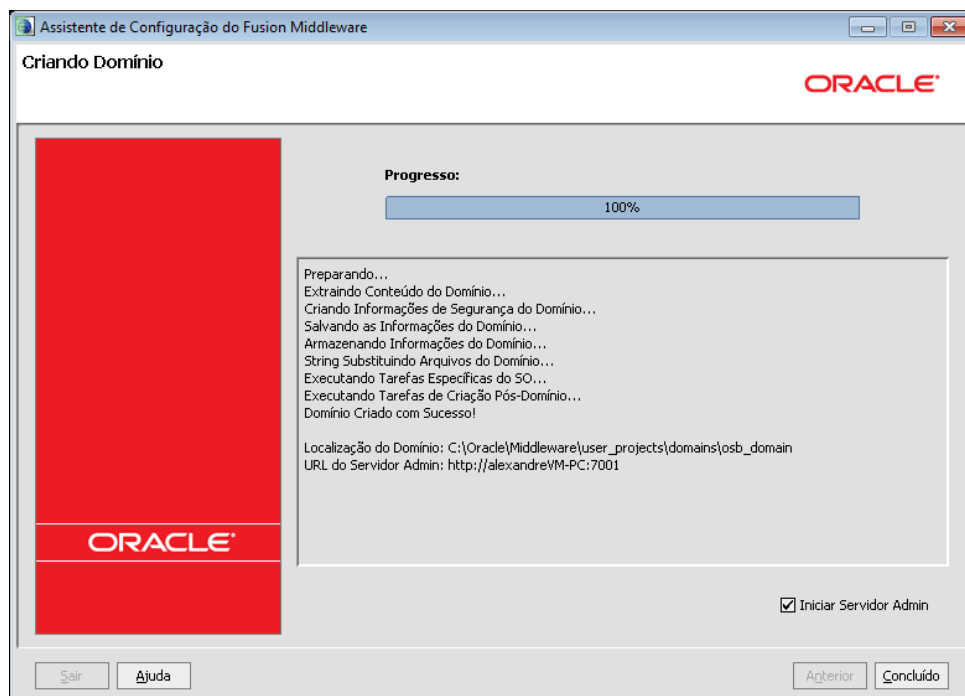 Assistente de Configuração do Fusion Middleware
Criando Domínio
ORACLE
Progresso:
100%
Preparando...
Extraindo Conteúdo do Domínio...
Criando Informações de Segurança do Domínio...
Salvando as Informações do Domínio...
Armazenando Informações do Domínio...
String Substituindo Arquivos do Domínio...
Executando Tarefas Específicas do SO...
Executando Tarefas de Criação Pós-Domínio...
Domínio Criado com Sucesso!
Localização do Domínio: C:\Oracle\Middleware\user_projects\domains\osb_domain
URL do Servidor Admin: http://alexandreVM-PC:7001
ORACLE
Iniciar Servidor Admin
Sair
Ajuda
Anterior
Concluído